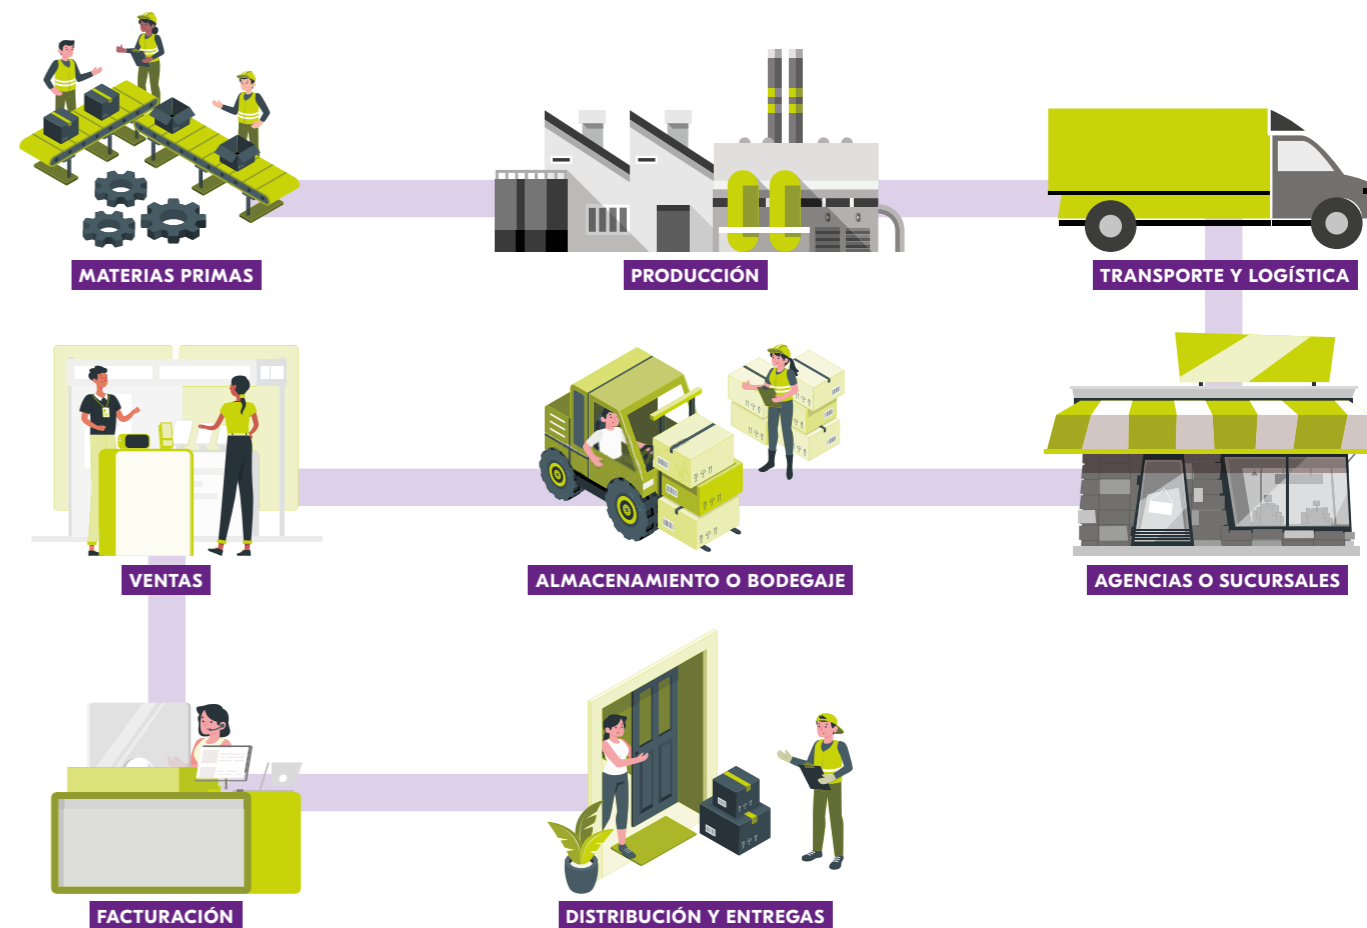 MATERIAS PRIMAS
PRODUCCIÓN
TRANSPORTE Y LOGÍSTICA
VENTAS
ALMACENAMIENTO O BODEGAJE
AGENCIAS O SUCURSALES
FACTURACIÓN
DISTRIBUCIÓN Y ENTREGAS